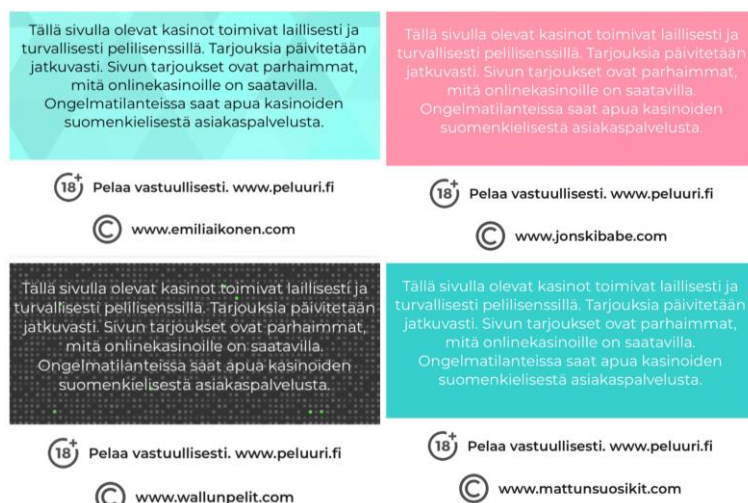 Tällä sivulla olevat kasinot toimivat laillisesti ja
turvallisesti pelilisenssillä. Tarjouksia päivitetään
jatkuvasti. Sivun tarjoukset ovat parhaimmat,
mitä onlinekasinoille on saatavilla.
Ongelmatilanteissa saat apua kasinoiden
suomenkielisestä asiakaspalvelusta.
18+ Pelaa vastuullisesti. www.peluuri.fi
© www.emiliaikonen.com
Tällä sivulla olevat kasinot toimivat laillisesti ja
turvallisesti pelilisenssillä. Tarjouksia päivitetään
jatkuvasti. Sivun tarjoukset ovat parhaimmat,
mitä onlinekasinoille on saatavilla.
Ongelmatilanteissa saat apua kasinoiden
suomenkielisestä asiakaspalvelusta.
18+ Pelaa vastuullisesti. www.peluuri.fi
© www.jonskibabe.com
Tällä sivulla olevat kasinot toimivat laillisesti ja
turvallisesti pelilisenssillä. Tarjouksia päivitetään
jatkuvasti. Sivun tarjoukset ovat parhaimmat,
mitä onlinekasinoille on saatavilla.
Ongelmatilanteissa saat apua kasinoiden
suomenkielisestä asiakaspalvelusta.
18+ Pelaa vastuullisesti. www.peluuri.fi
© www.wallunpelit.com
Tällä sivulla olevat kasinot toimivat laillisesti ja
turvallisesti pelilisenssillä. Tarjouksia päivitetään
jatkuvasti. Sivun tarjoukset ovat parhaimmat,
mitä onlinekasinoille on saatavilla.
Ongelmatilanteissa saat apua kasinoiden
suomenkielisestä asiakaspalvelusta.
18+ Pelaa vastuullisesti. www.peluuri.fi
© www.mattunsuosikit.com